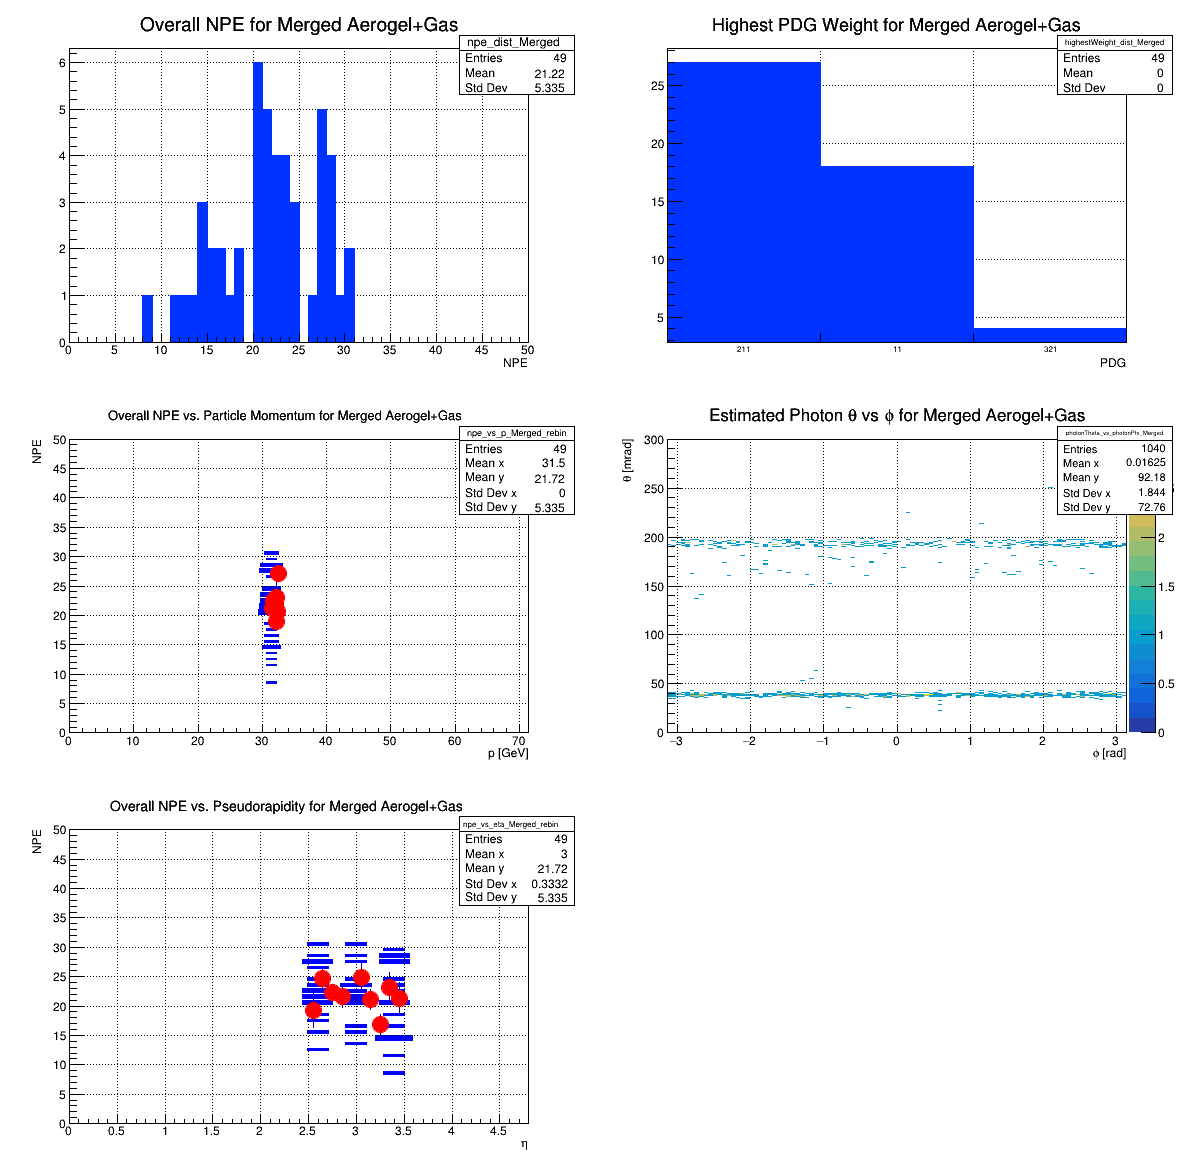 Overall NPE for Merged Aerogel+Gas
npe_dist_Merged
Entries 49
Mean 21.22
Std Dev 5.335
6
5
4
3
2
1
0
0 5 10 15 20 25 30 35 40 45 50
NPE
Highest PDG Weight for Merged Aerogel+Gas
highestWeight_dist_Merged
Entries 49
Mean 0
Std Dev 0
25
20
15
10
5
211 11 321
PDG
Overall NPE vs. Particle Momentum for Merged Aerogel+Gas
npe_vs_p_Merged_rebin
Entries 49
Mean x 31.5
Mean y 21.72
Std Dev x 0
Std Dev y 5.335
NPE
50
45
40
35
30
25
20
15
10
5
0
0 10 20 30 40 50 60 70
p [GeV]
Estimated Photon θ vs ϕ for Merged Aerogel+Gas
photonTheta_vs_photonPhi_Merged
Entries 1040
Mean x 0.01625
Mean y 92.18
Std Dev x 1.844
Std Dev y 72.76
θ [mrad]
300
250
200
150
100
50
0
−3 −2 −1 0 1 2 3
ϕ [rad]
2
1
0.5
0
Overall NPE vs. Pseudorapidity for Merged Aerogel+Gas
npe_vs_eta_Merged_rebin
Entries 49
Mean x 3
Mean y 21.72
Std Dev x 0.3332
Std Dev y 5.335
NPE
50
45
40
35
30
25
20
15
10
5
0
0 0.5 1 1.5 2 2.5 3 3.5 4 4.5
η